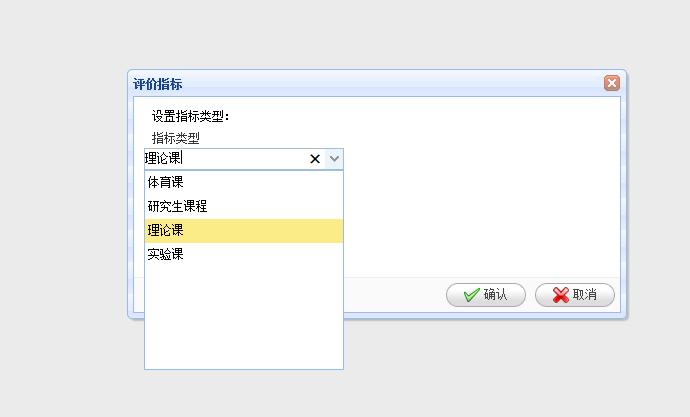 评价指标
设置指标类型：
指标类型
理论课
体育课
研究生课程
理论课
实验课
确认
取消